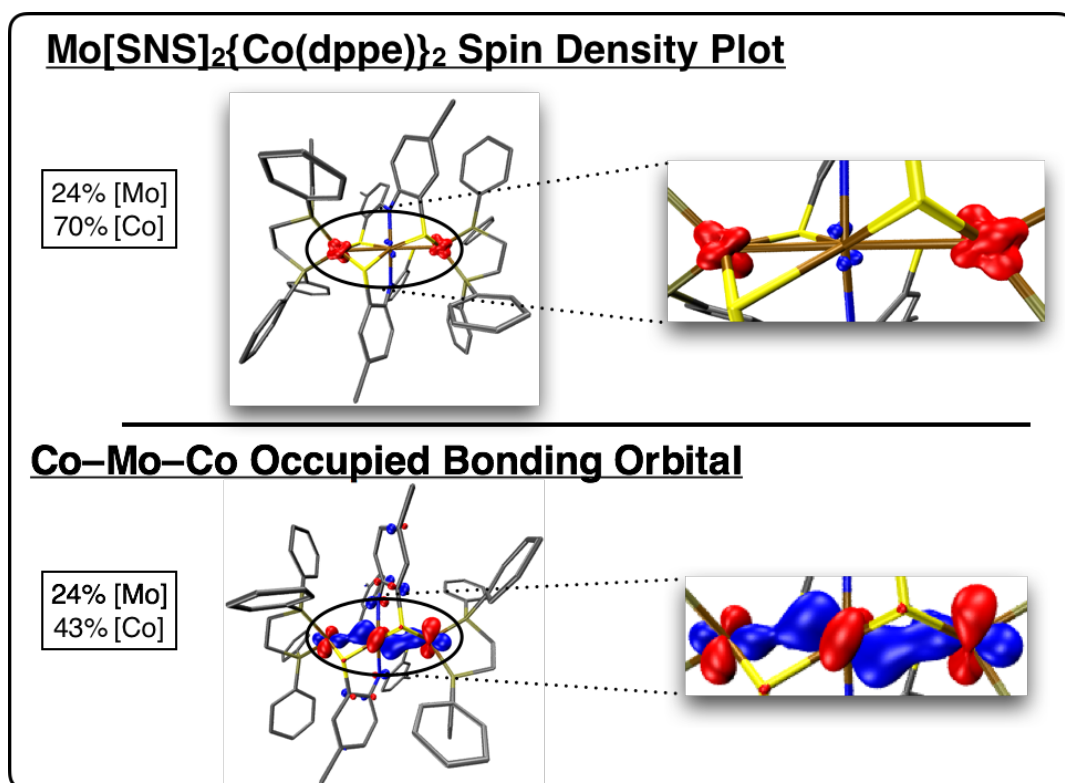 Mo[SNS]₂{Co(dppe)}₂ Spin Density Plot
24% [Mo]
70% [Co]
Co–Mo–Co Occupied Bonding Orbital
24% [Mo]
43% [Co]